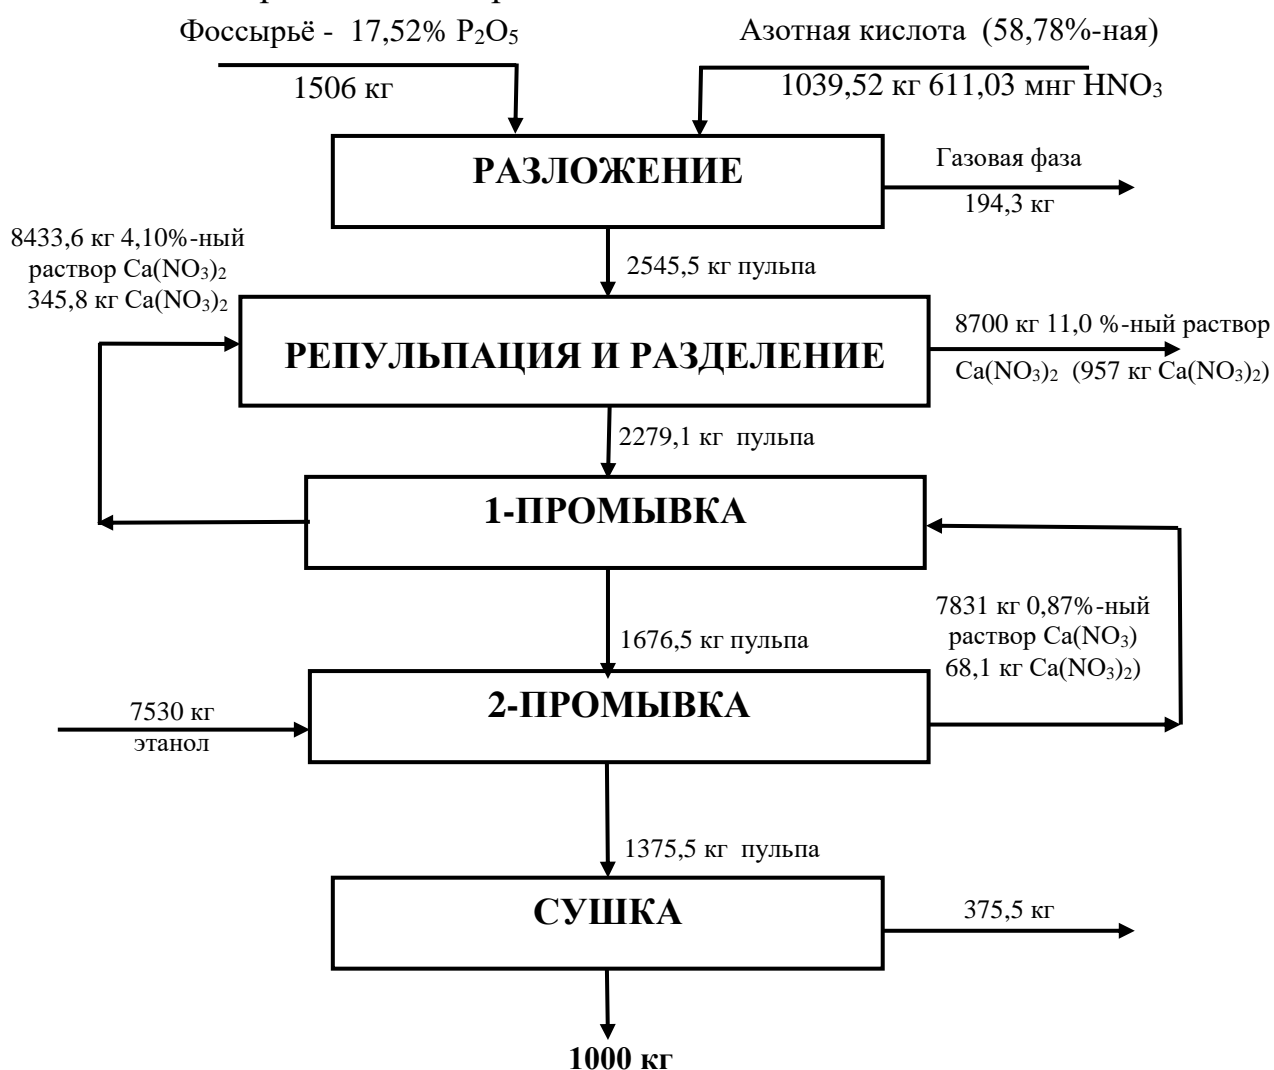 Фоссырьё - 17,52% P₂O₅
Азотная кислота (58,78%-ная)
1506 кг
1039,52 кг 611,03 мнг HNO₃
РАЗЛОЖЕНИЕ
Газовая фаза
194,3 кг
8433,6 кг 4,10%-ный
раствор Ca(NO₃)₂
345,8 кг Ca(NO₃)₂
2545,5 кг пульпа
РЕПУЛЬПАЦИЯ И РАЗДЕЛЕНИЕ
8700 кг 11,0 %-ный раствор
Ca(NO₃)₂ (957 кг Ca(NO₃)₂)
2279,1 кг пульпа
1-ПРОМЫВКА
7831 кг 0,87%-ный
раствор Ca(NO₃)
68,1 кг Ca(NO₃)₂)
1676,5 кг пульпа
2-ПРОМЫВКА
7530 кг
этанол
1375,5 кг пульпа
СУШКА
375,5 кг
1000 кг